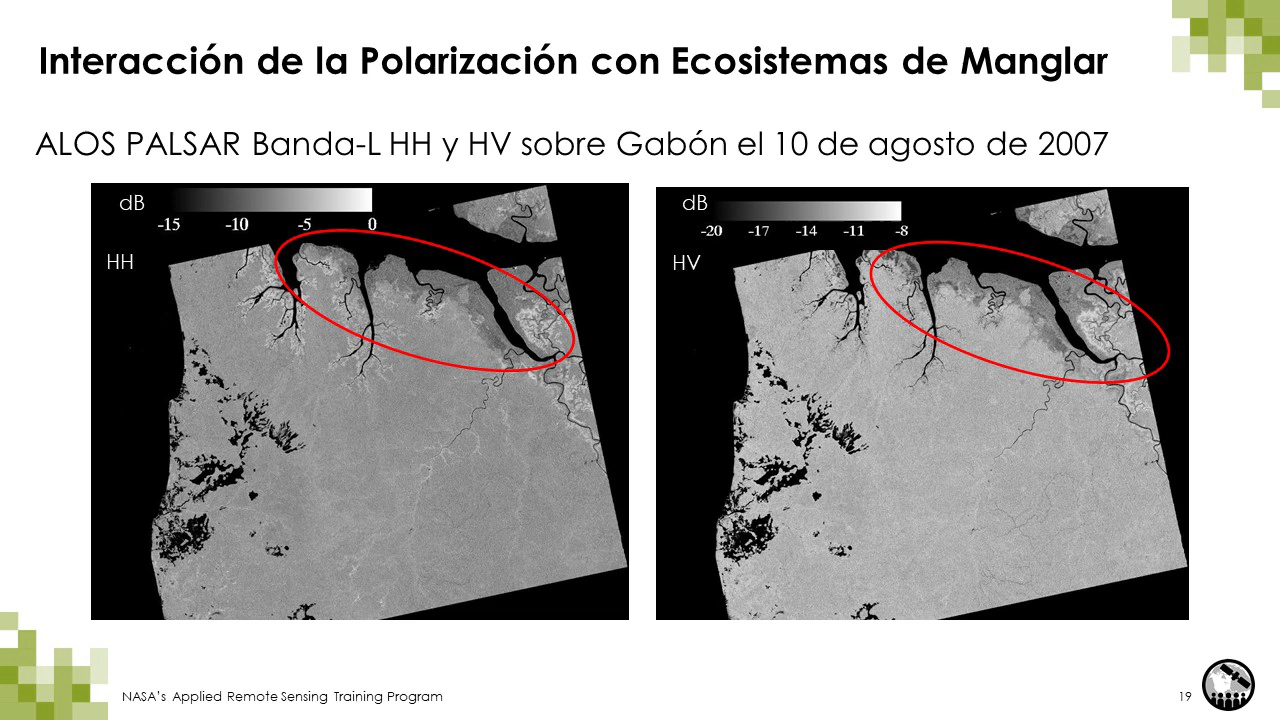 Interacción de la Polarización con Ecosistemas de Manglar
ALOS PALSAR Banda-L HH y HV sobre Gabón el 10 de agosto de 2007
dB
-15 -10 -5 0
HH
dB
-20 -17 -14 -11 -8
HV
NASA's Applied Remote Sensing Training Program
19